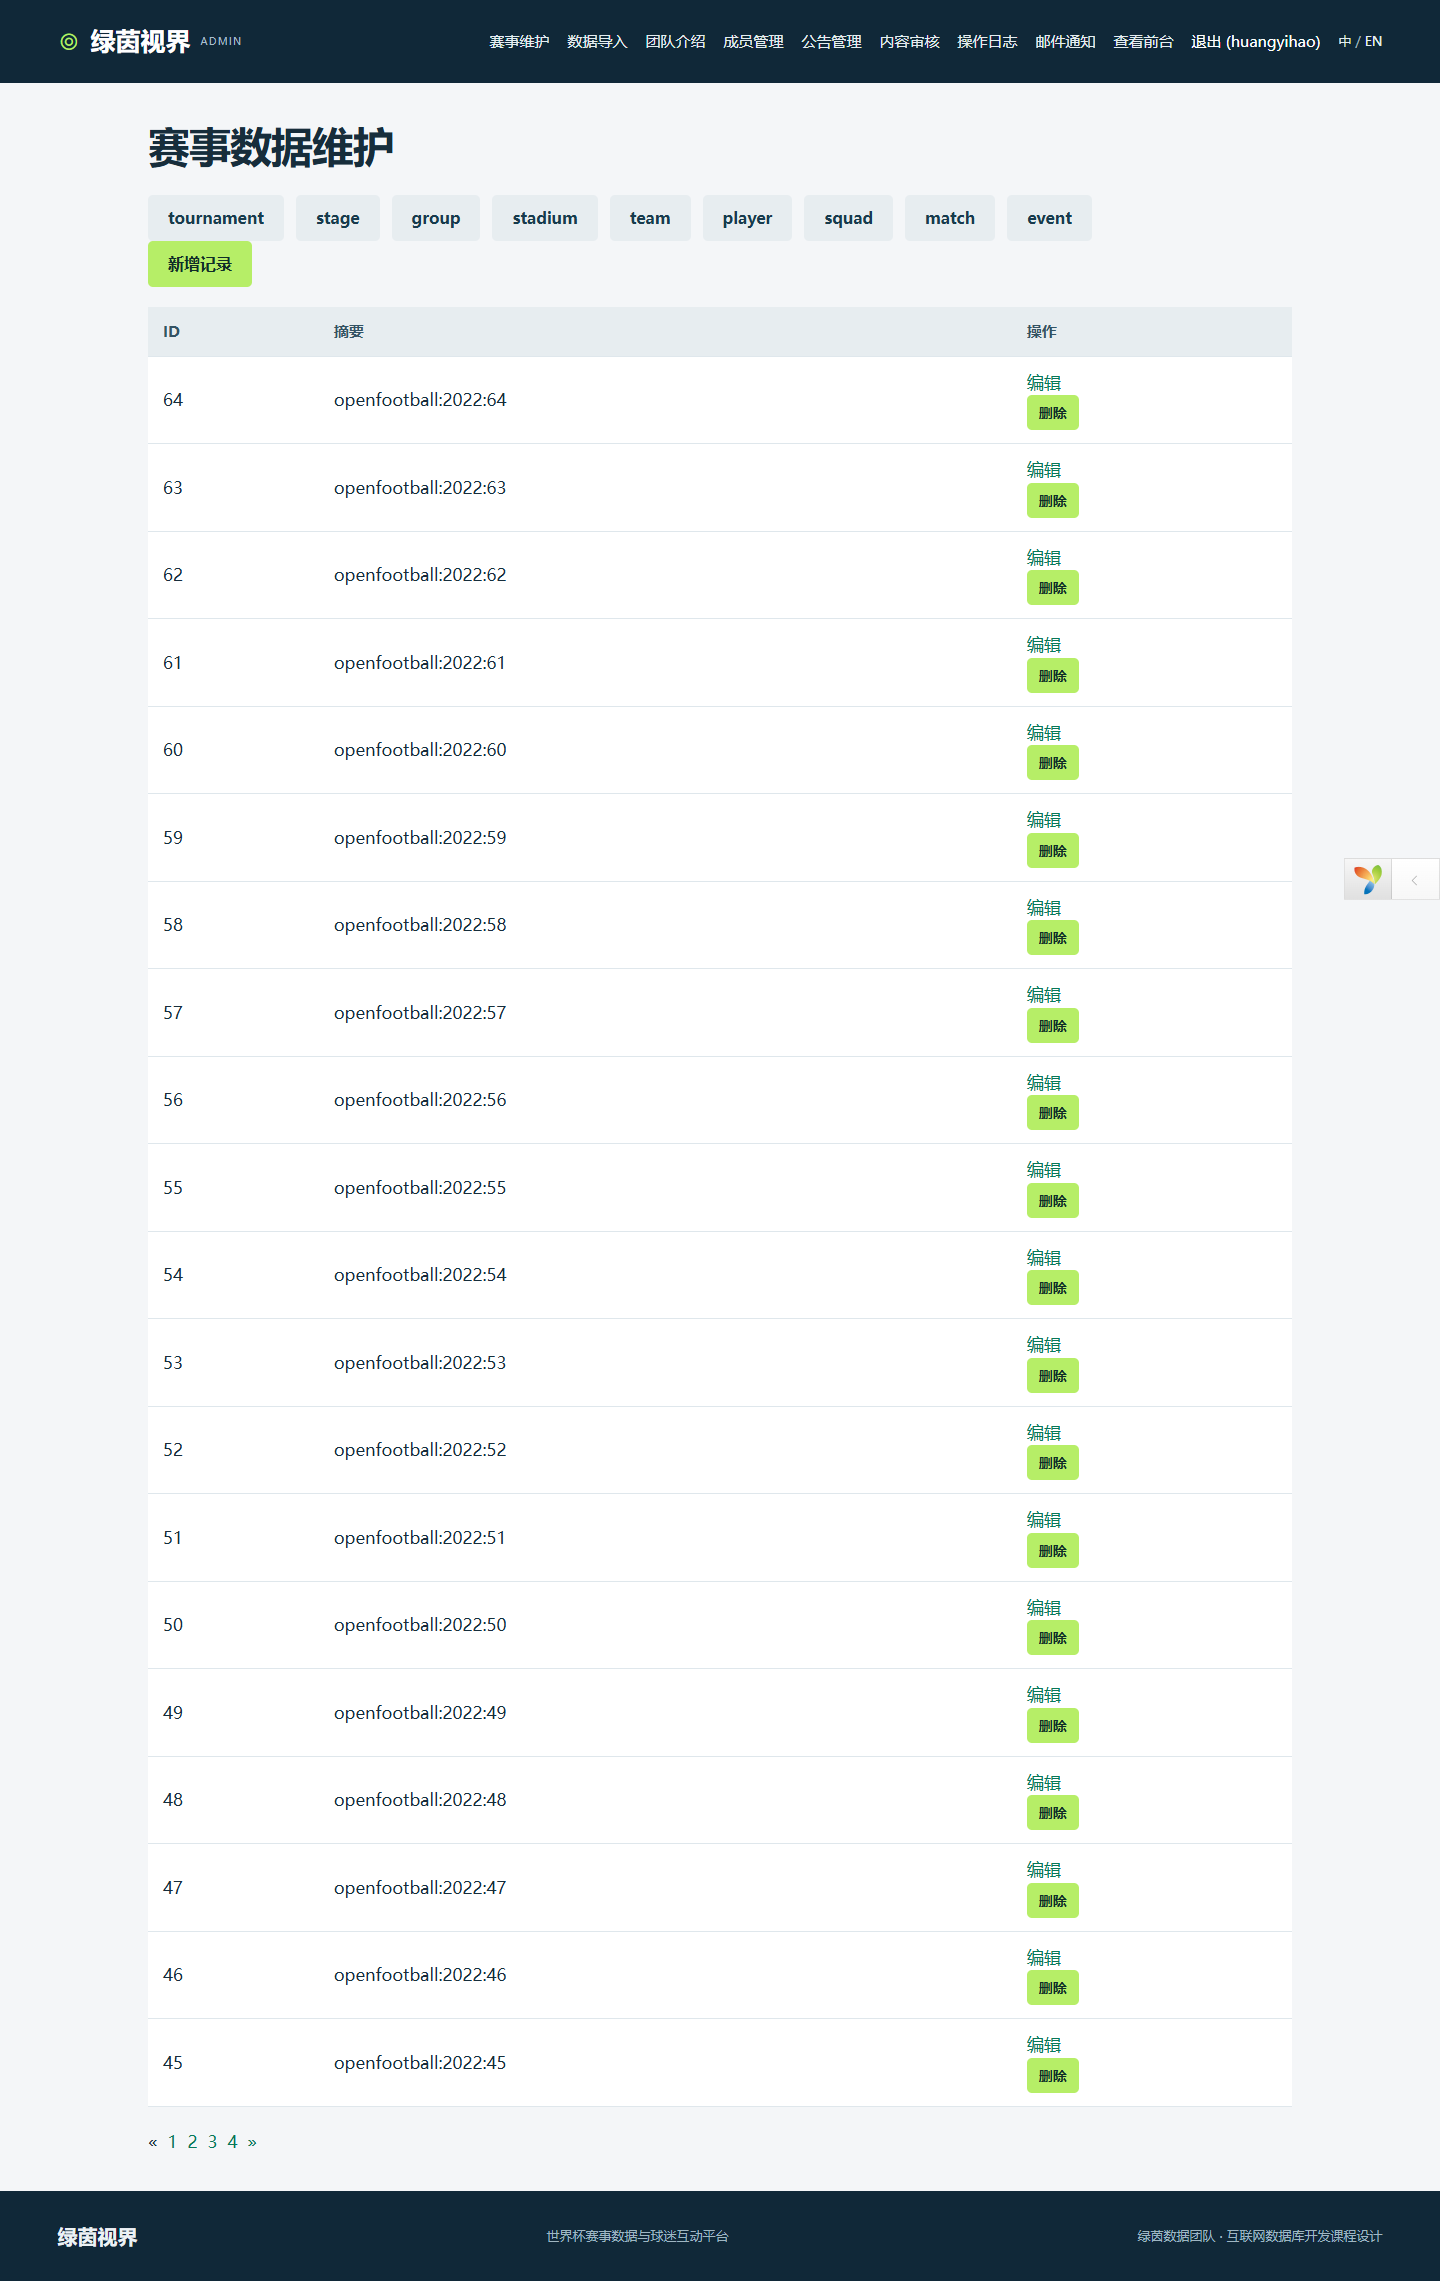 绿茵视界 ADMIN 赛事维护 数据导入 团队介绍 成员管理 公告管理 内容审核 操作日志 邮件通知 查看前台 退出 (huangyihao) 中 / EN
赛事数据维护
tournament stage group stadium team player squad match event
新增记录
ID 摘要 操作
64 openfootball:2022:64 编辑
删除
63 openfootball:2022:63 编辑
删除
62 openfootball:2022:62 编辑
删除
61 openfootball:2022:61 编辑
删除
60 openfootball:2022:60 编辑
删除
59 openfootball:2022:59 编辑
删除
58 openfootball:2022:58 编辑
删除
57 openfootball:2022:57 编辑
删除
56 openfootball:2022:56 编辑
删除
55 openfootball:2022:55 编辑
删除
54 openfootball:2022:54 编辑
删除
53 openfootball:2022:53 编辑
删除
52 openfootball:2022:52 编辑
删除
51 openfootball:2022:51 编辑
删除
50 openfootball:2022:50 编辑
删除
49 openfootball:2022:49 编辑
删除
48 openfootball:2022:48 编辑
删除
47 openfootball:2022:47 编辑
删除
46 openfootball:2022:46 编辑
删除
45 openfootball:2022:45 编辑
删除
« 1 2 3 4 »
绿茵视界 世界杯赛事数据与球迷互动平台 绿茵数据团队 · 互联网数据库开发课程设计